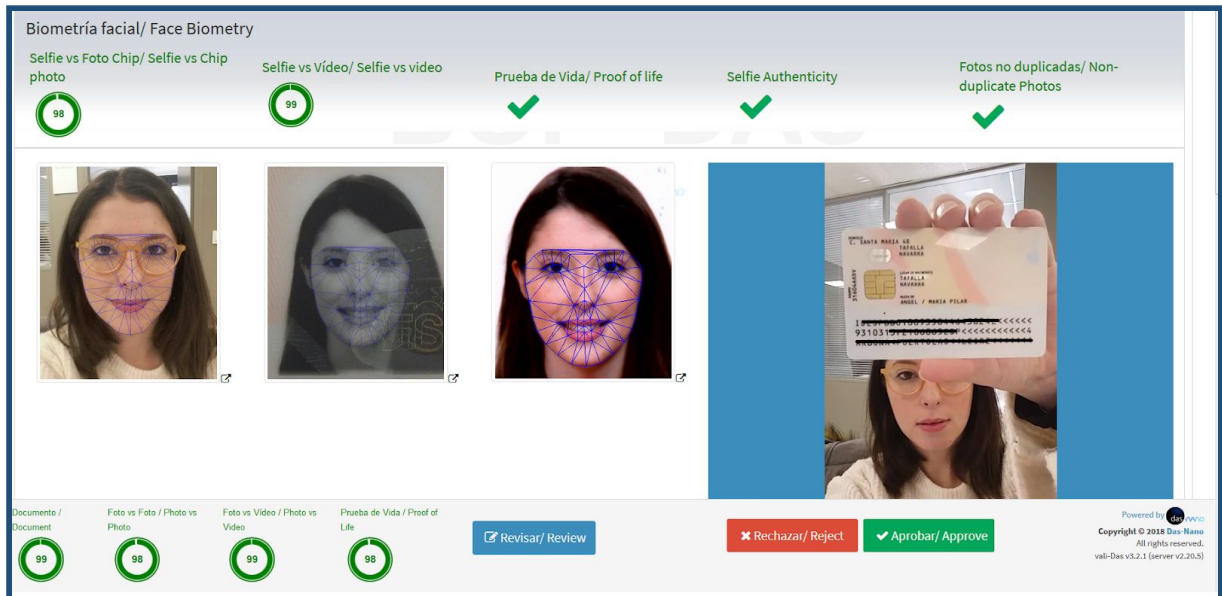 Biometría facial/ Face Biometry
Selfie vs Foto Chip/ Selfie vs Chip
photo
98
Selfie vs Vídeo/ Selfie vs video
99
Prueba de Vida/ Proof of life
Selfie Authenticity
Fotos no duplicadas/ Non-
duplicate Photos
C. SANTA MARIA 68
TAFALLA
NAVARRA
TAFALLA
NAVARRA
ANGEL / MARIA PILAR
Documento /
Document
99
Foto vs Foto / Photo vs
Photo
98
Foto vs Vídeo / Photo vs
Video
99
Prueba de Vida / Proof of
Life
98
Revisar/ Review
Rechazar/ Reject
Aprobar/ Approve
Powered by das-nano
Copyright © 2018 Das-Nano
All rights reserved.
vali-Das v3.2.1 (server v2.20.5)